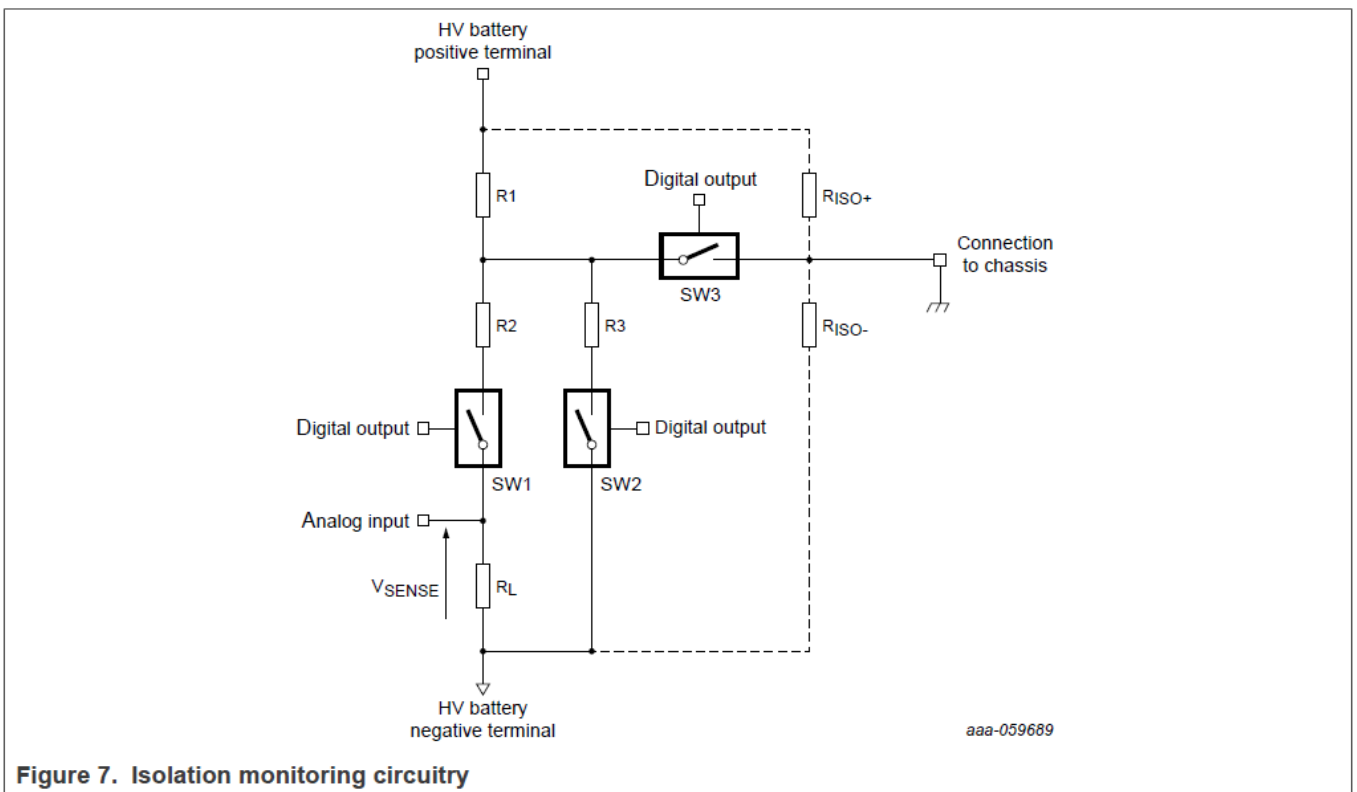 HV battery
positive terminal
R1
Digital output
RISO+
Connection
to chassis
SW3
R2
R3
RISO-
Digital output
Digital output
SW1
SW2
Analog input
VSENSE
RL
HV battery
negative terminal
aaa-059689
Figure 7. Isolation monitoring circuitry